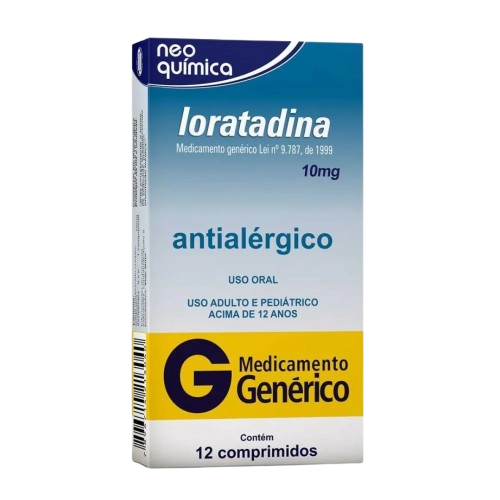 neo
química
loratadina
Medicamento genérico Lei nº 9.787, de 1999
10mg
antialérgico
USO ORAL
USO ADULTO E PEDIÁTRICO
ACIMA DE 12 ANOS
G Medicamento
Genérico
Contém
12 comprimidos